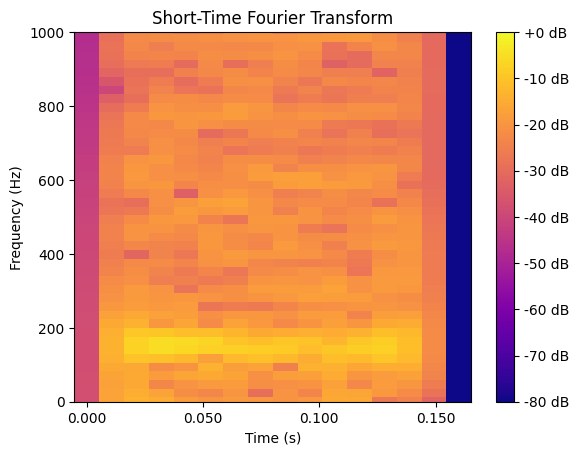 Short-Time Fourier Transform
1000
800
600
400
200
0
Frequency (Hz)
0.000
0.050
0.100
0.150
Time (s)
+0 dB
-10 dB
-20 dB
-30 dB
-40 dB
-50 dB
-60 dB
-70 dB
-80 dB